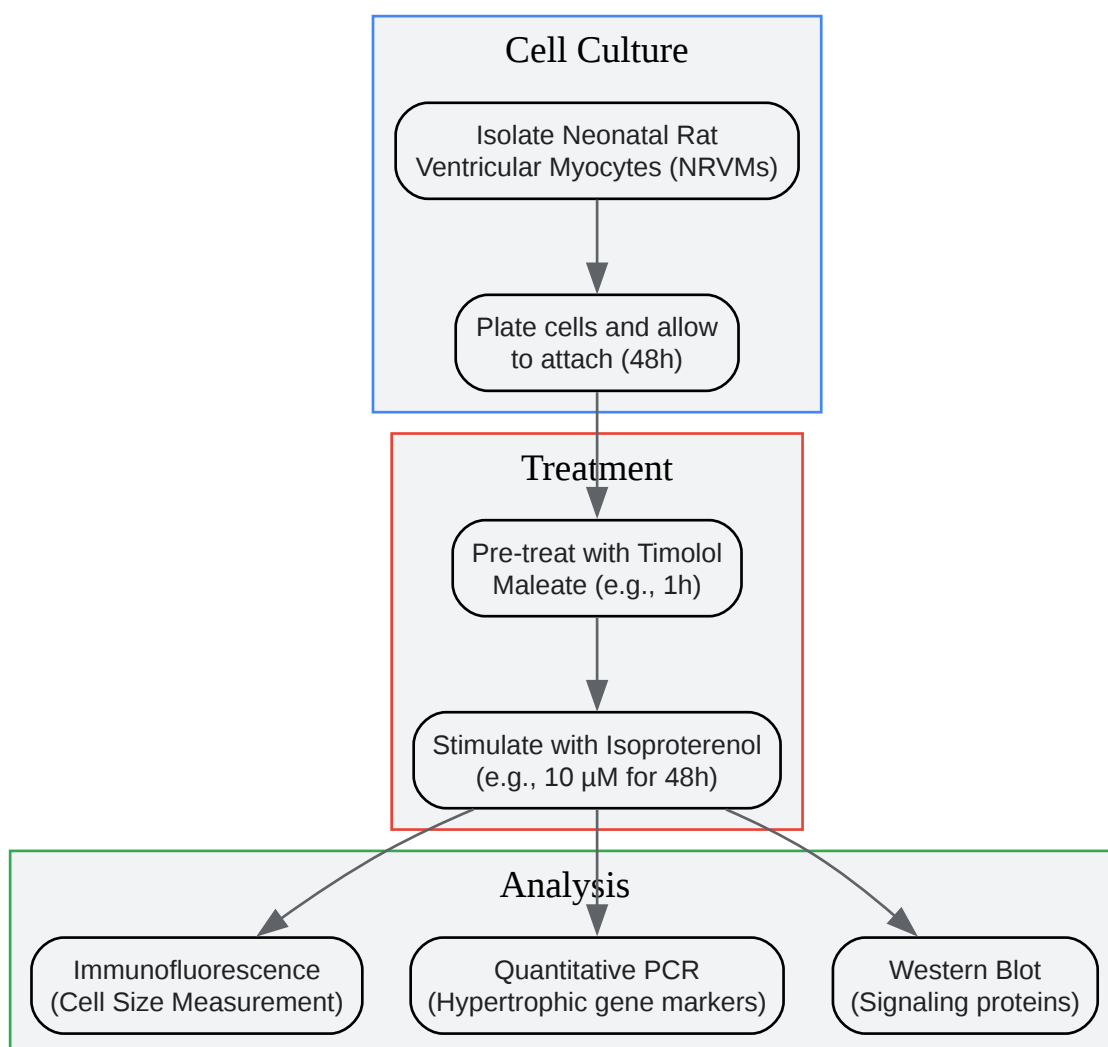 Cell Culture
Isolate Neonatal Rat
Ventricular Myocytes (NRVMs)
Plate cells and allow
to attach (48h)
Treatment
Pre-treat with Timolol
Maleate (e.g., 1h)
Stimulate with Isoproterenol
(e.g., 10 µM for 48h)
Analysis
Immunofluorescence
(Cell Size Measurement)
Quantitative PCR
(Hypertrophic gene markers)
Western Blot
(Signaling proteins)